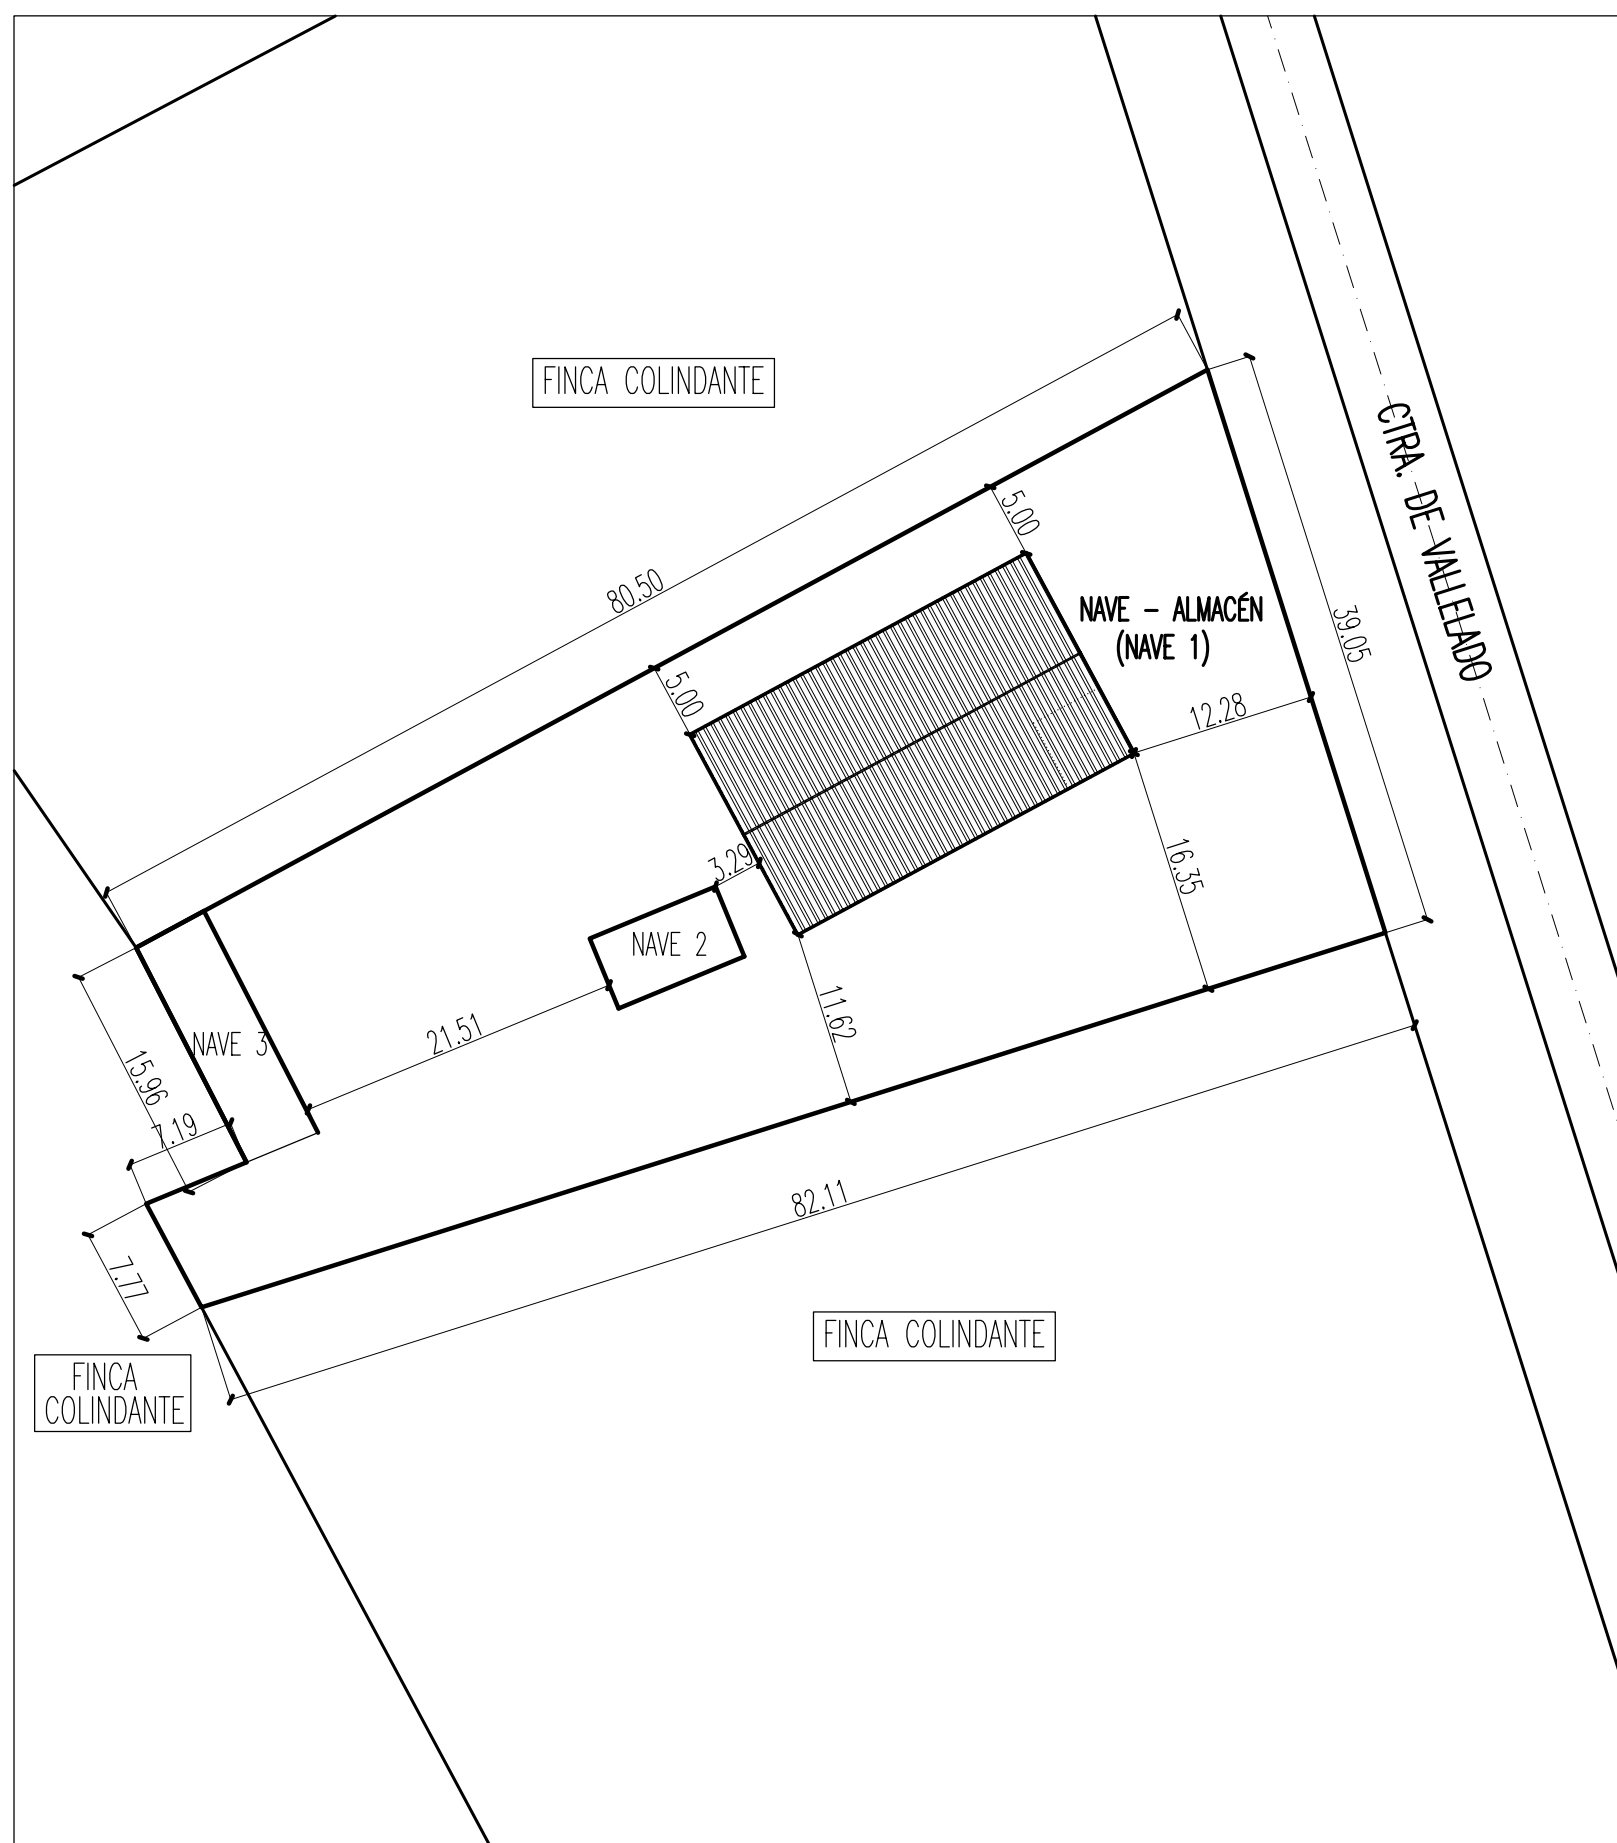 FINCA COLINDANTE
CTRA. DE VALLELADO
5.00
80.50
NAVE - ALMACÉN
(NAVE 1)
39.05
5.00
12.28
3.29
16.35
NAVE 2
11.62
21.51
NAVE 3
15.96
7.19
82.11
7.77
FINCA COLINDANTE
FINCA
COLINDANTE